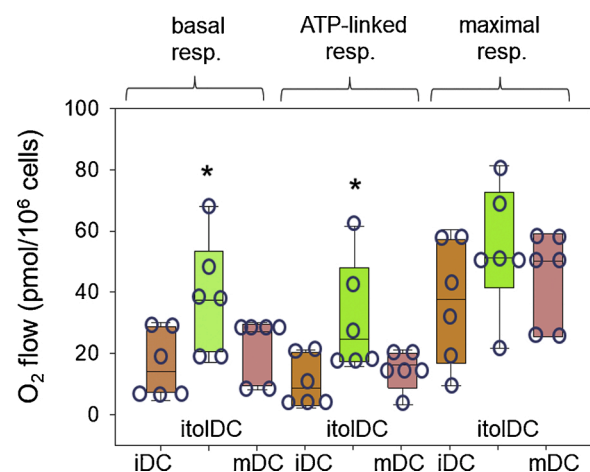 basal
resp.
ATP-linked
resp.
maximal
resp.
O₂ flow (pmol/10⁶ cells)
100
80
60
40
20
0
*
*
itolDC
itolDC
itolDC
iDC
mDC
iDC
mDC
iDC
mDC